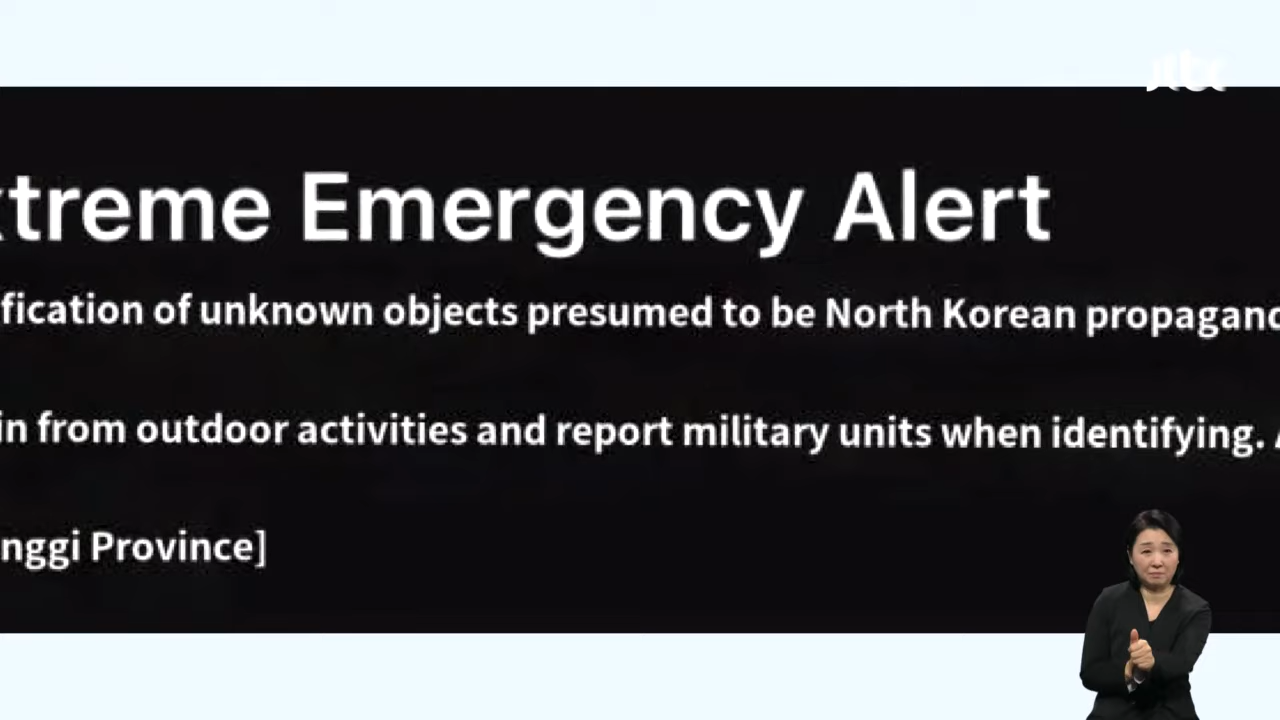 jtbc
xtreme Emergency Alert
fication of unknown objects presumed to be North Korean propagand
in from outdoor activities and report military units when identifying. A
nggi Province]